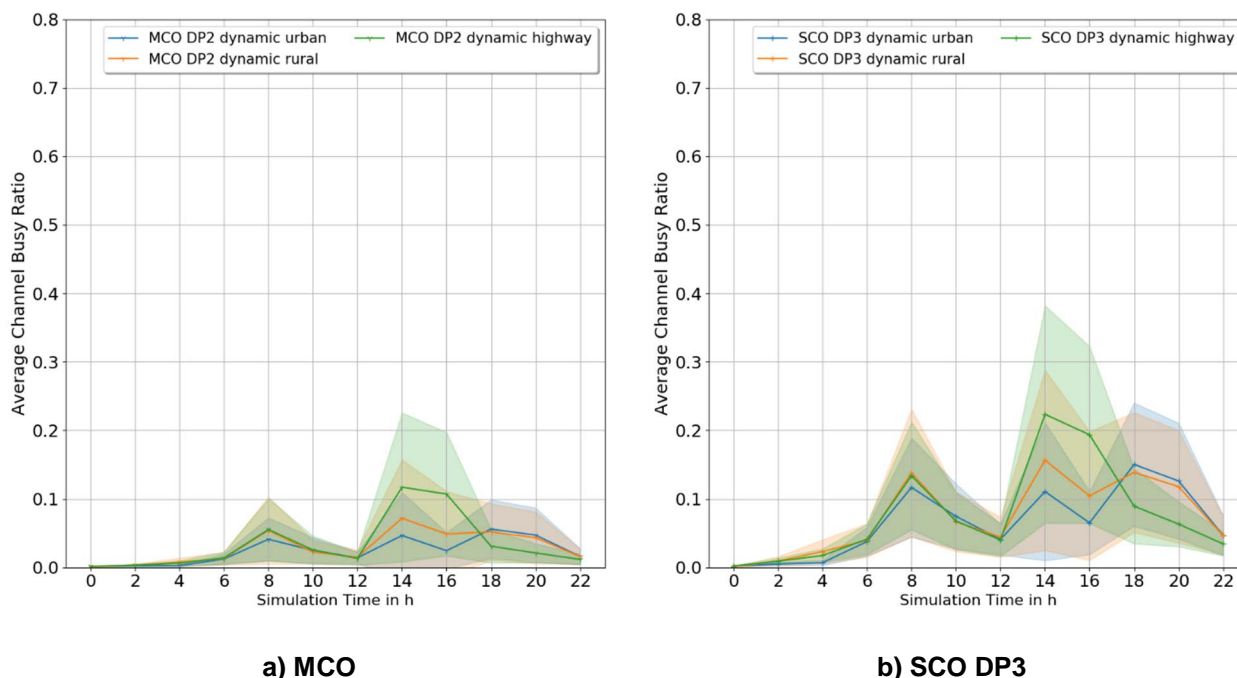 MCO DP2 dynamic urban
MCO DP2 dynamic highway
MCO DP2 dynamic rural
Average Channel Busy Ratio
0.8
0.7
0.6
0.5
0.4
0.3
0.2
0.1
0.0
0 2 4 6 8 10 12 14 16 18 20 22
Simulation Time in h
a) MCO
SCO DP3 dynamic urban
SCO DP3 dynamic highway
SCO DP3 dynamic rural
Average Channel Busy Ratio
0.8
0.7
0.6
0.5
0.4
0.3
0.2
0.1
0.0
0 2 4 6 8 10 12 14 16 18 20 22
Simulation Time in h
b) SCO DP3